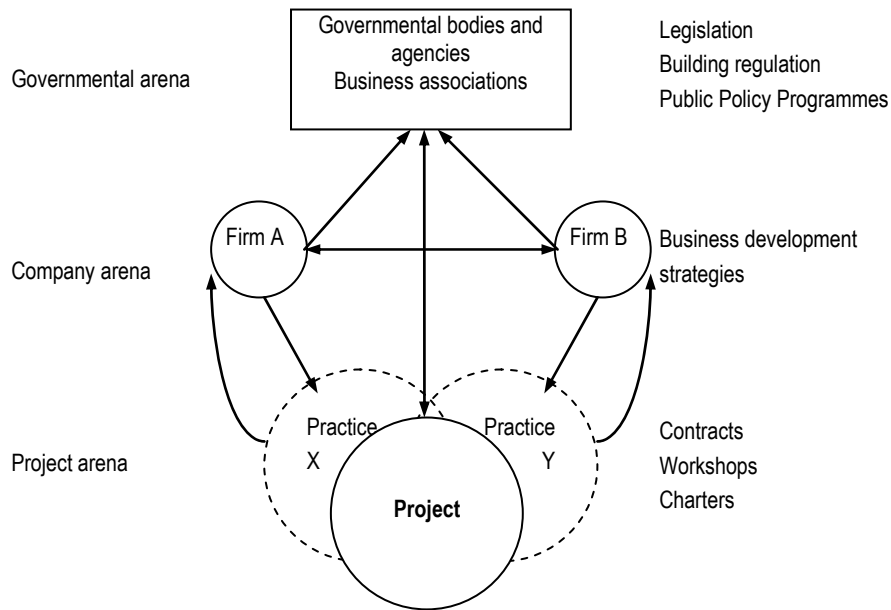 Governmental bodies and
agencies
Business associations
Governmental arena
Legislation
Building regulation
Public Policy Programmes
Firm A
Firm B
Company arena
Business development
strategies
Practice
X
Practice
Y
Project
Project arena
Contracts
Workshops
Charters